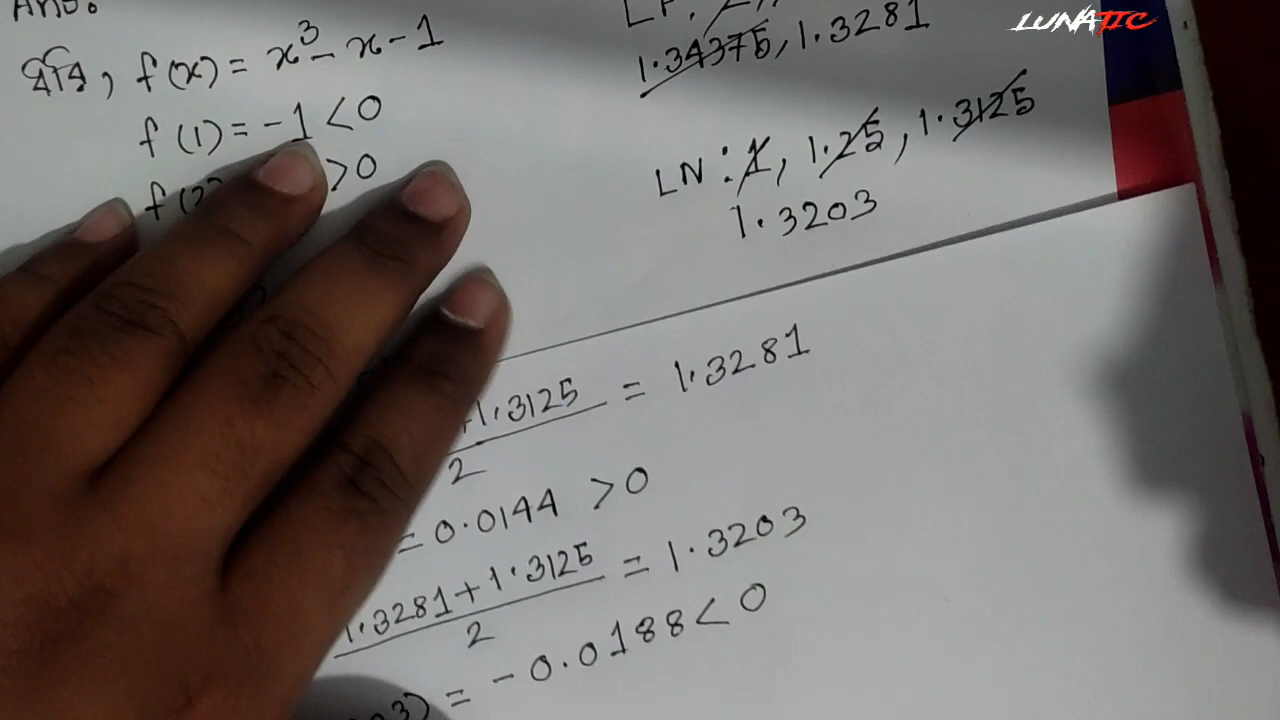 Ans.
ধরি, f(x) = x³ - x - 1
f(1) = -1 < 0
f(2) > 0
LP:
1.34375, 1.3281
LN : 1, 1.25, 1.3125
1.3203
+1.3125 / 2 = 1.3281
= 0.0144 > 0
1.3281 + 1.3125 / 2 = 1.3203
03) = -0.0188 < 0
LUNATIC